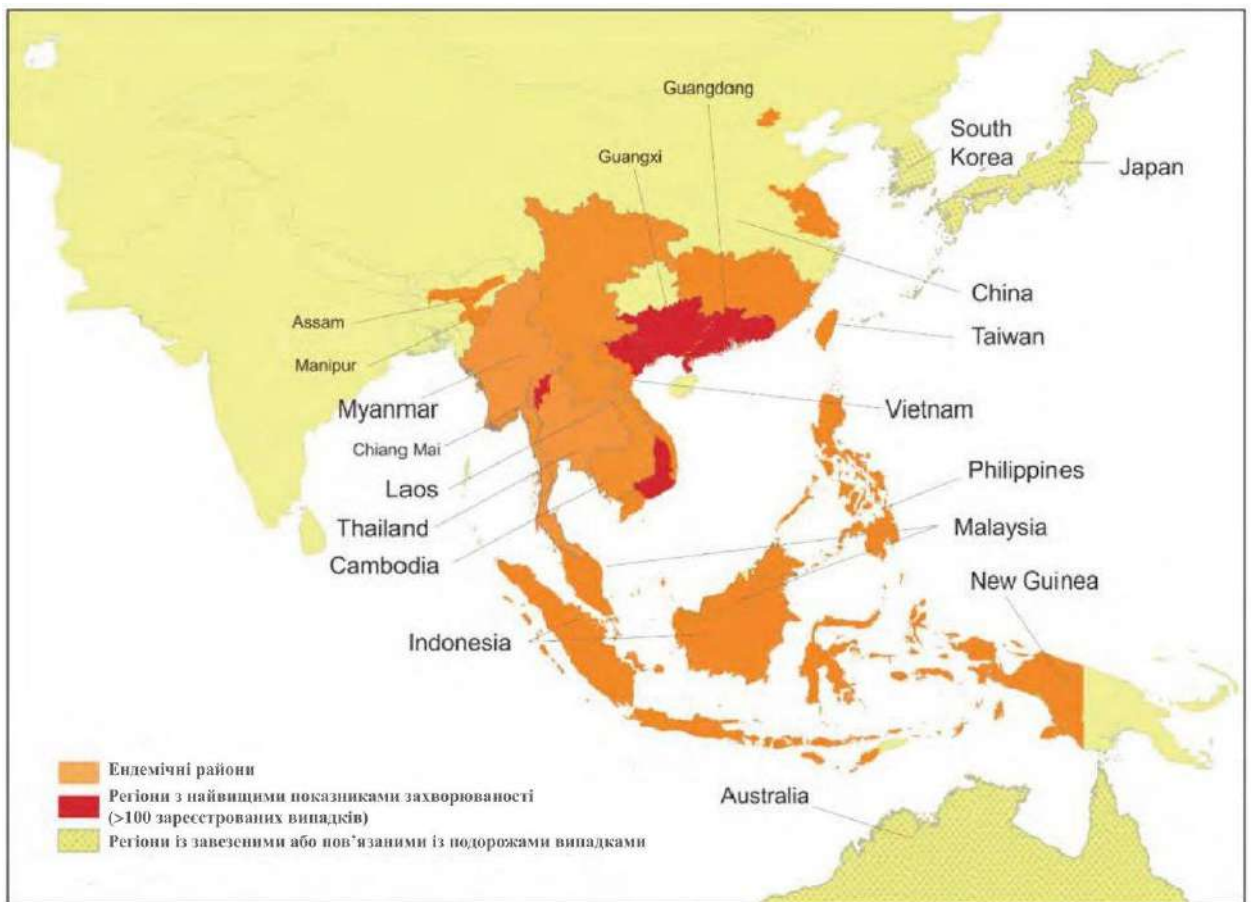 Guangdong
South
Korea
Guangxi
Japan
China
Assam
Taiwan
Manipur
Myanmar
Vietnam
Chiang Mai
Philippines
Laos
Thailand
Malaysia
Cambodia
New Guinea
Indonesia
Ендемічні райони
Регіони з найвищими показниками захворюваності
(>100 зареєстрованих випадків)
Australia
Регіони із завезеними або пов’язаними із подорожами випадками